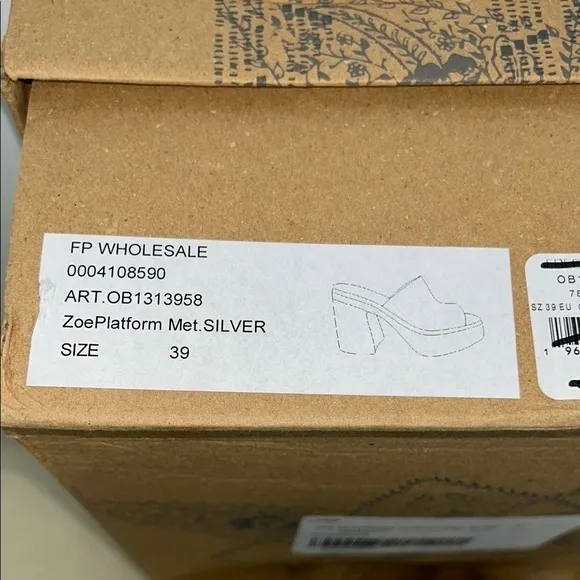 FP WHOLESALE
0004108590
ART.OB1313958
ZoePlatform Met.SILVER
SIZE 39
OB1
78
SZ 39 EU
1 96